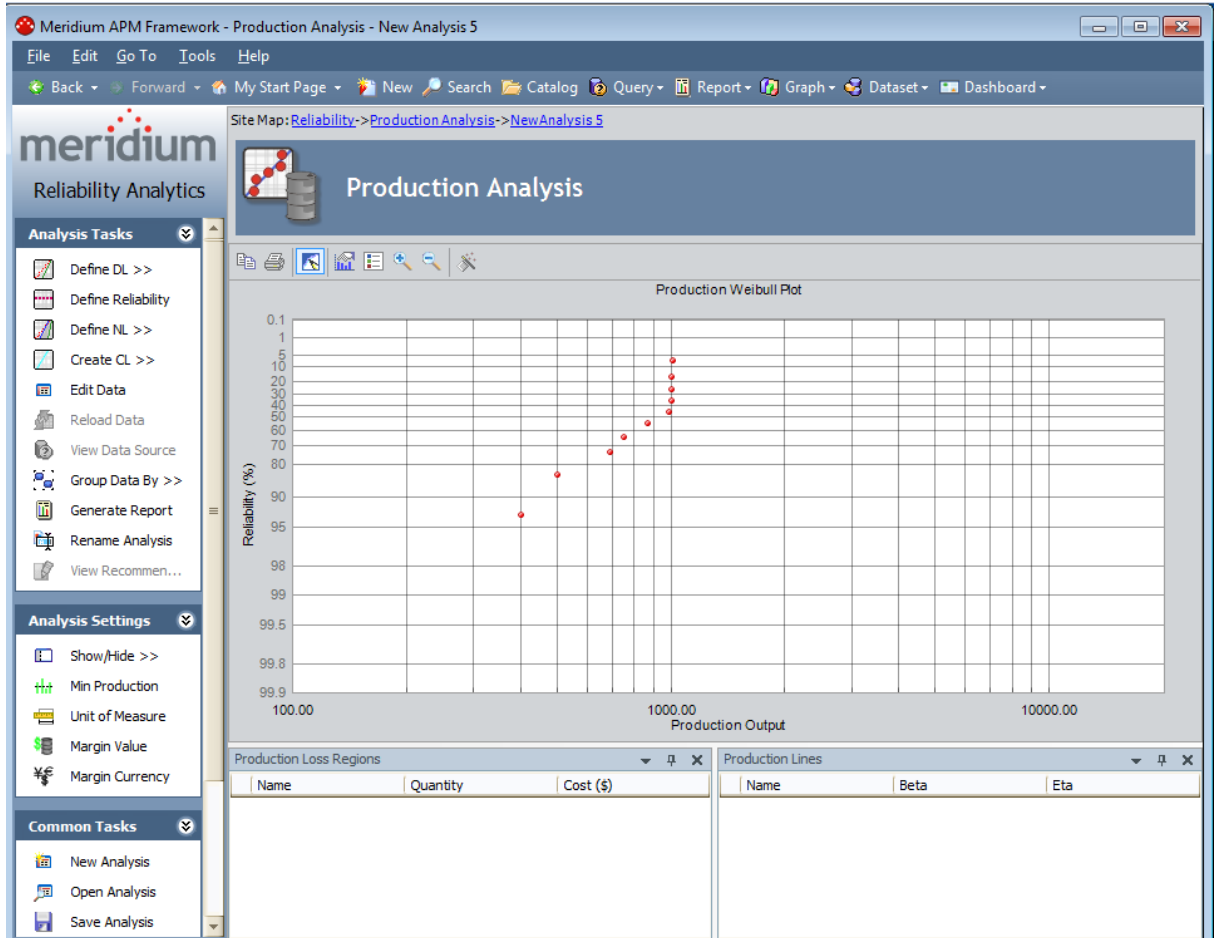 Meridium APM Framework - Production Analysis - New Analysis 5
File Edit Go To Tools Help
Back Forward My Start Page New Search Catalog Query Report Graph Dataset Dashboard
meridium
Reliability Analytics
Site Map: Reliability->Production Analysis->NewAnalysis 5
Production Analysis
Analysis Tasks
Define DL >>
Define Reliability
Define NL >>
Create CL >>
Edit Data
Reload Data
View Data Source
Group Data By >>
Generate Report
Rename Analysis
View Recommen...
Analysis Settings
Show/Hide >>
Min Production
Unit of Measure
Margin Value
Margin Currency
Common Tasks
New Analysis
Open Analysis
Save Analysis
Production Weibull Plot
Reliability (%)
0.1
1
5
10
20
30
40
50
60
70
80
90
95
98
99
99.5
99.8
99.9
100.00 1000.00 10000.00
Production Output
Production Loss Regions
Name Quantity Cost ($)
Production Lines
Name Beta Eta